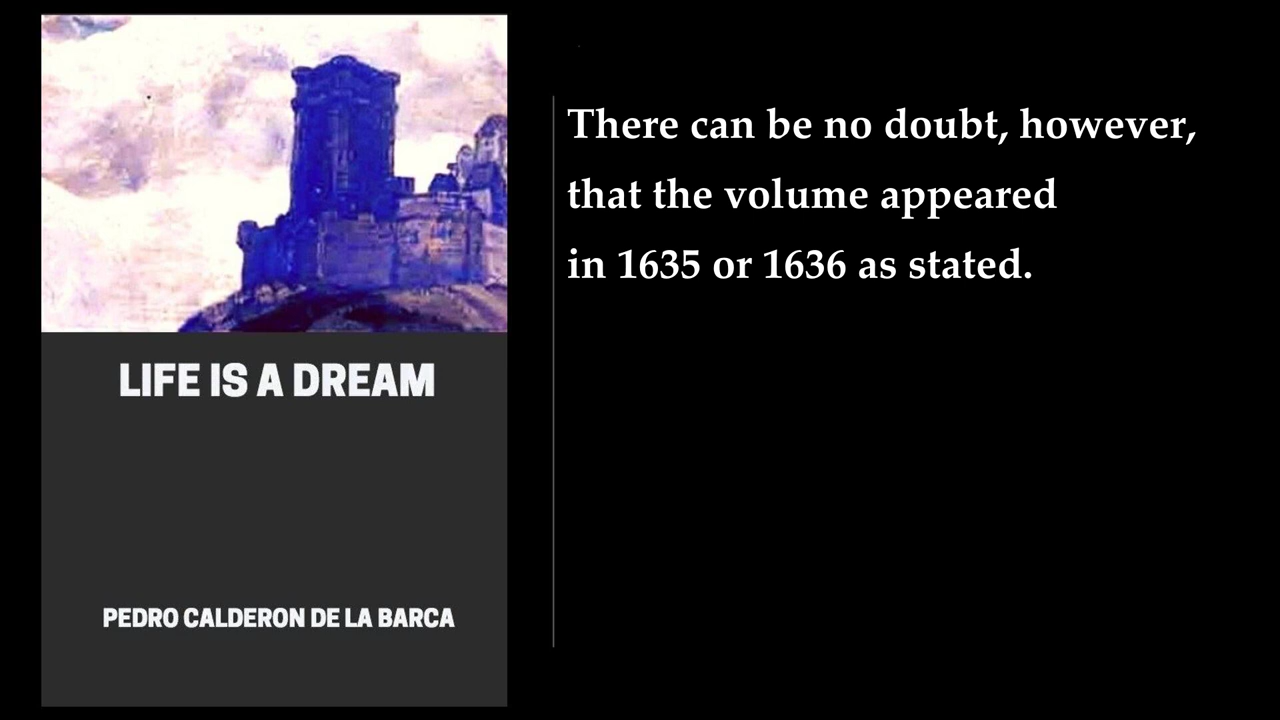 LIFE IS A DREAM
PEDRO CALDERON DE LA BARCA
There can be no doubt, however,
that the volume appeared
in 1635 or 1636 as stated.